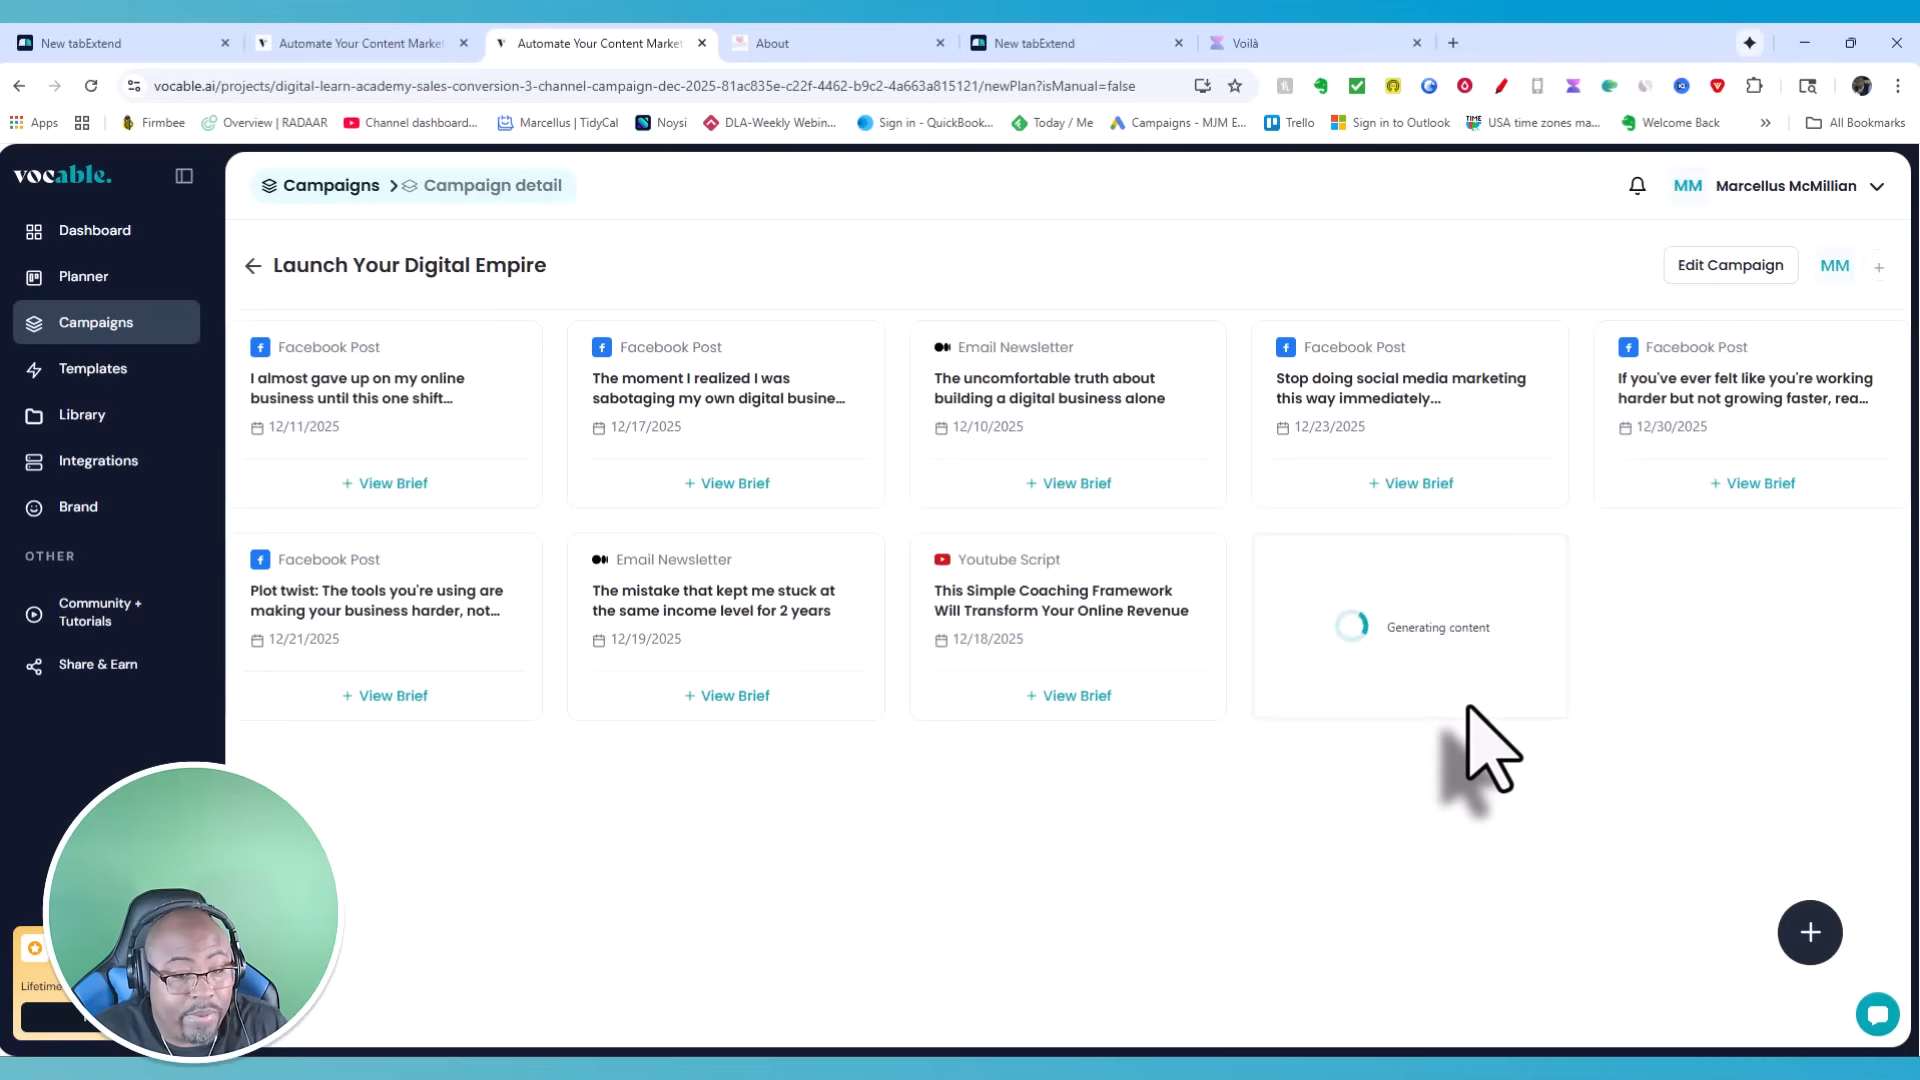 New tabExtend
Automate Your Content Market
Automate Your Content Market
About
New tabExtend
Voilà
vocable.ai/projects/digital-learn-academy-sales-conversion-3-channel-campaign-dec-2025-81ac835e-c22f-4462-b9c2-4a663a815121/newPlan?isManual=false
Apps
Firmbee
Overview | RADAAR
Channel dashboard...
Marcellus | TidyCal
Noysi
DLA-Weekly Webin...
Sign in - QuickBook...
Today / Me
Campaigns - MJM E...
Trello
Sign in to Outlook
USA time zones ma...
Welcome Back
All Bookmarks
vocable.
Dashboard
Planner
Campaigns
Templates
Library
Integrations
Brand
OTHER
Community +
Tutorials
Share & Earn
Lifetime
Campaigns
Campaign detail
MM
Marcellus McMillian
Launch Your Digital Empire
Edit Campaign
MM
Facebook Post
I almost gave up on my online
business until this one shift...
12/11/2025
+ View Brief
Facebook Post
The moment I realized I was
sabotaging my own digital busine...
12/17/2025
+ View Brief
Email Newsletter
The uncomfortable truth about
building a digital business alone
12/10/2025
+ View Brief
Facebook Post
Stop doing social media marketing
this way immediately...
12/23/2025
+ View Brief
Facebook Post
If you've ever felt like you're working
harder but not growing faster, rea...
12/30/2025
+ View Brief
Facebook Post
Plot twist: The tools you're using are
making your business harder, not...
12/21/2025
+ View Brief
Email Newsletter
The mistake that kept me stuck at
the same income level for 2 years
12/19/2025
+ View Brief
Youtube Script
This Simple Coaching Framework
Will Transform Your Online Revenue
12/18/2025
+ View Brief
Generating content